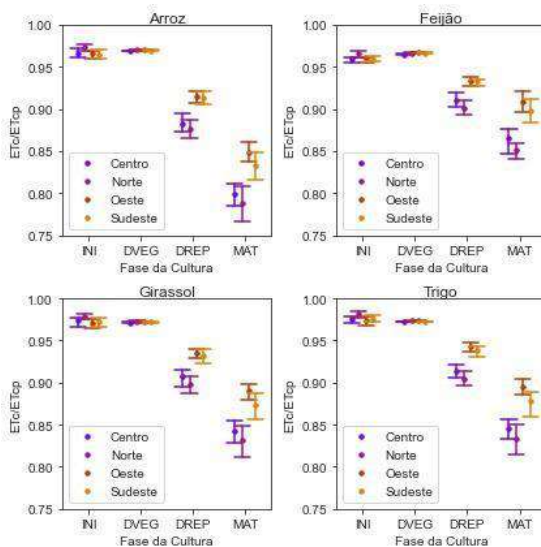 Arroz
1.00
0.95
0.90
0.85
0.80
0.75
ETc/ETcp
Centro
Norte
Oeste
Sudeste
INI DVEG DREP MAT
Fase da Cultura
Feijão
1.00
0.95
0.90
0.85
0.80
0.75
ETc/ETcp
Centro
Norte
Oeste
Sudeste
INI DVEG DREP MAT
Fase da Cultura
Girassol
1.00
0.95
0.90
0.85
0.80
0.75
ETc/ETcp
Centro
Norte
Oeste
Sudeste
INI DVEG DREP MAT
Fase da Cultura
Trigo
1.00
0.95
0.90
0.85
0.80
0.75
ETc/ETcp
Centro
Norte
Oeste
Sudeste
INI DVEG DREP MAT
Fase da Cultura